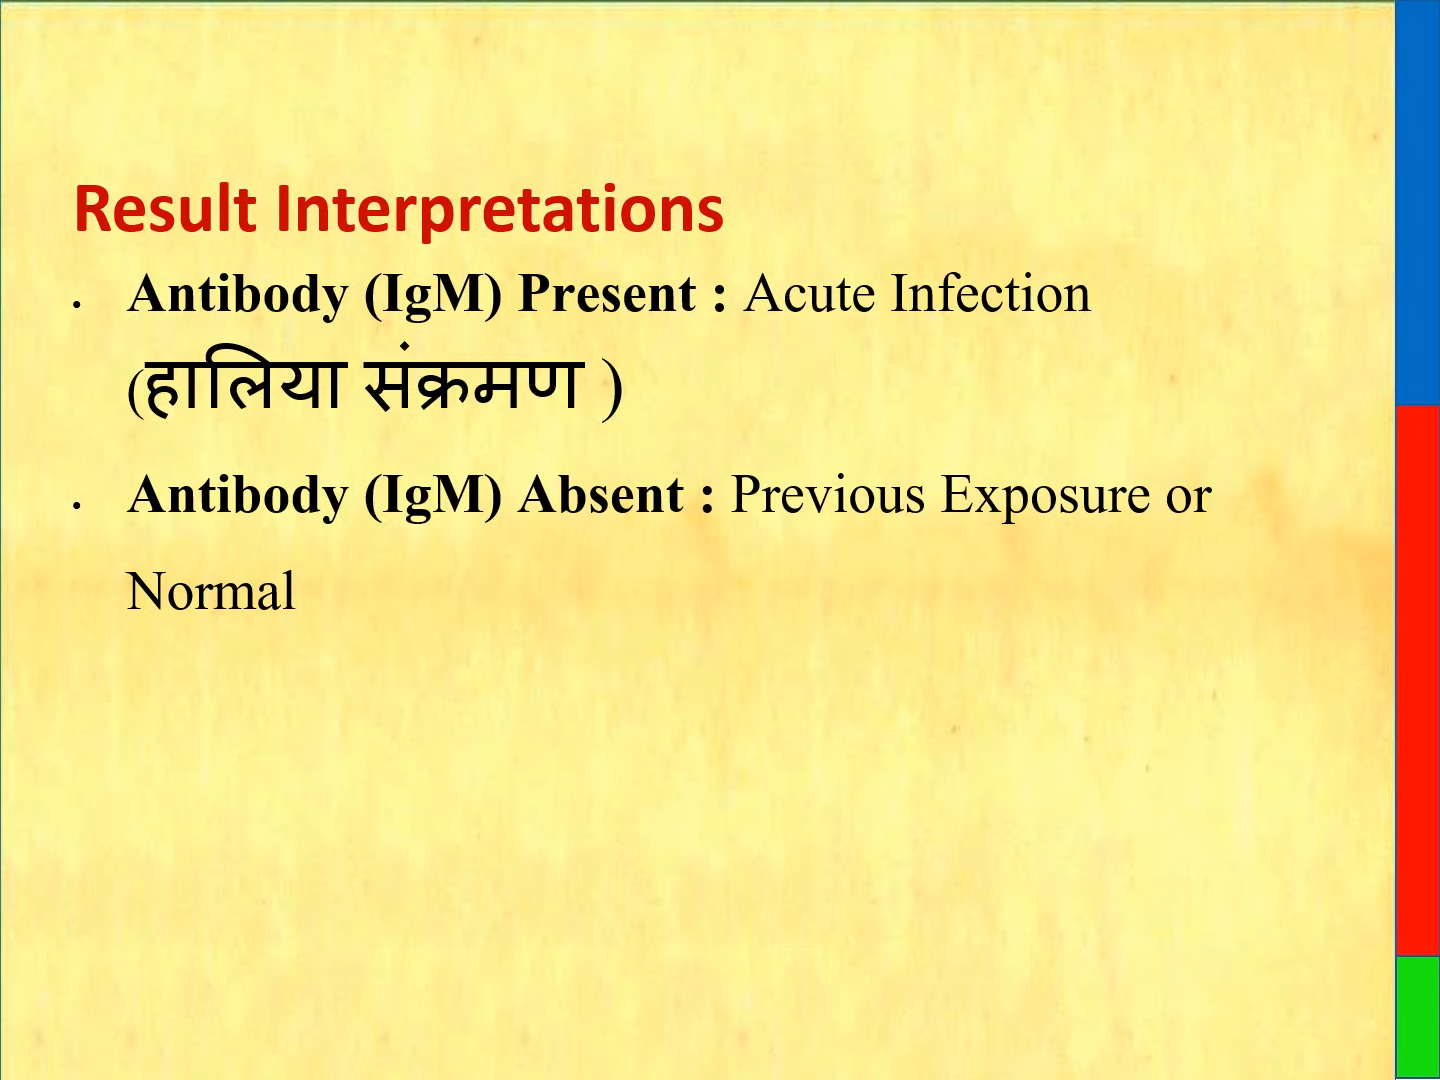 Result Interpretations
• Antibody (IgM) Present : Acute Infection
(हालिया संक्रमण )
• Antibody (IgM) Absent : Previous Exposure or
Normal